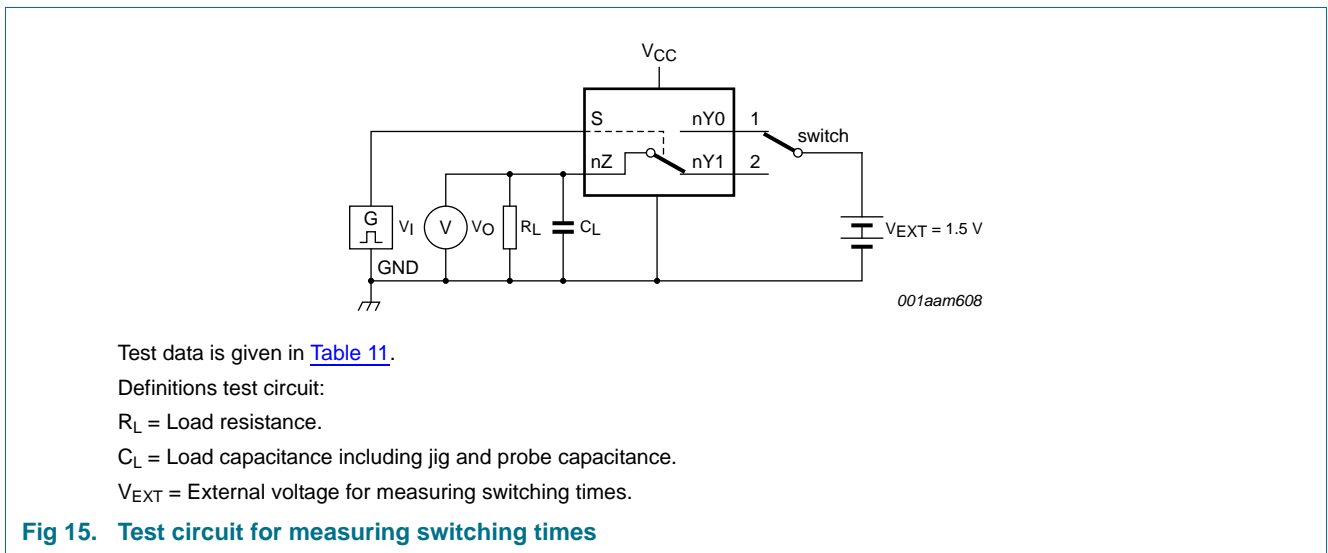 VCC
S nY0 1 switch
nZ nY1 2
G VI V VO RL CL VEXT = 1.5 V
GND
001aam608
Test data is given in Table 11.
Definitions test circuit:
RL = Load resistance.
CL = Load capacitance including jig and probe capacitance.
VEXT = External voltage for measuring switching times.
Fig 15. Test circuit for measuring switching times